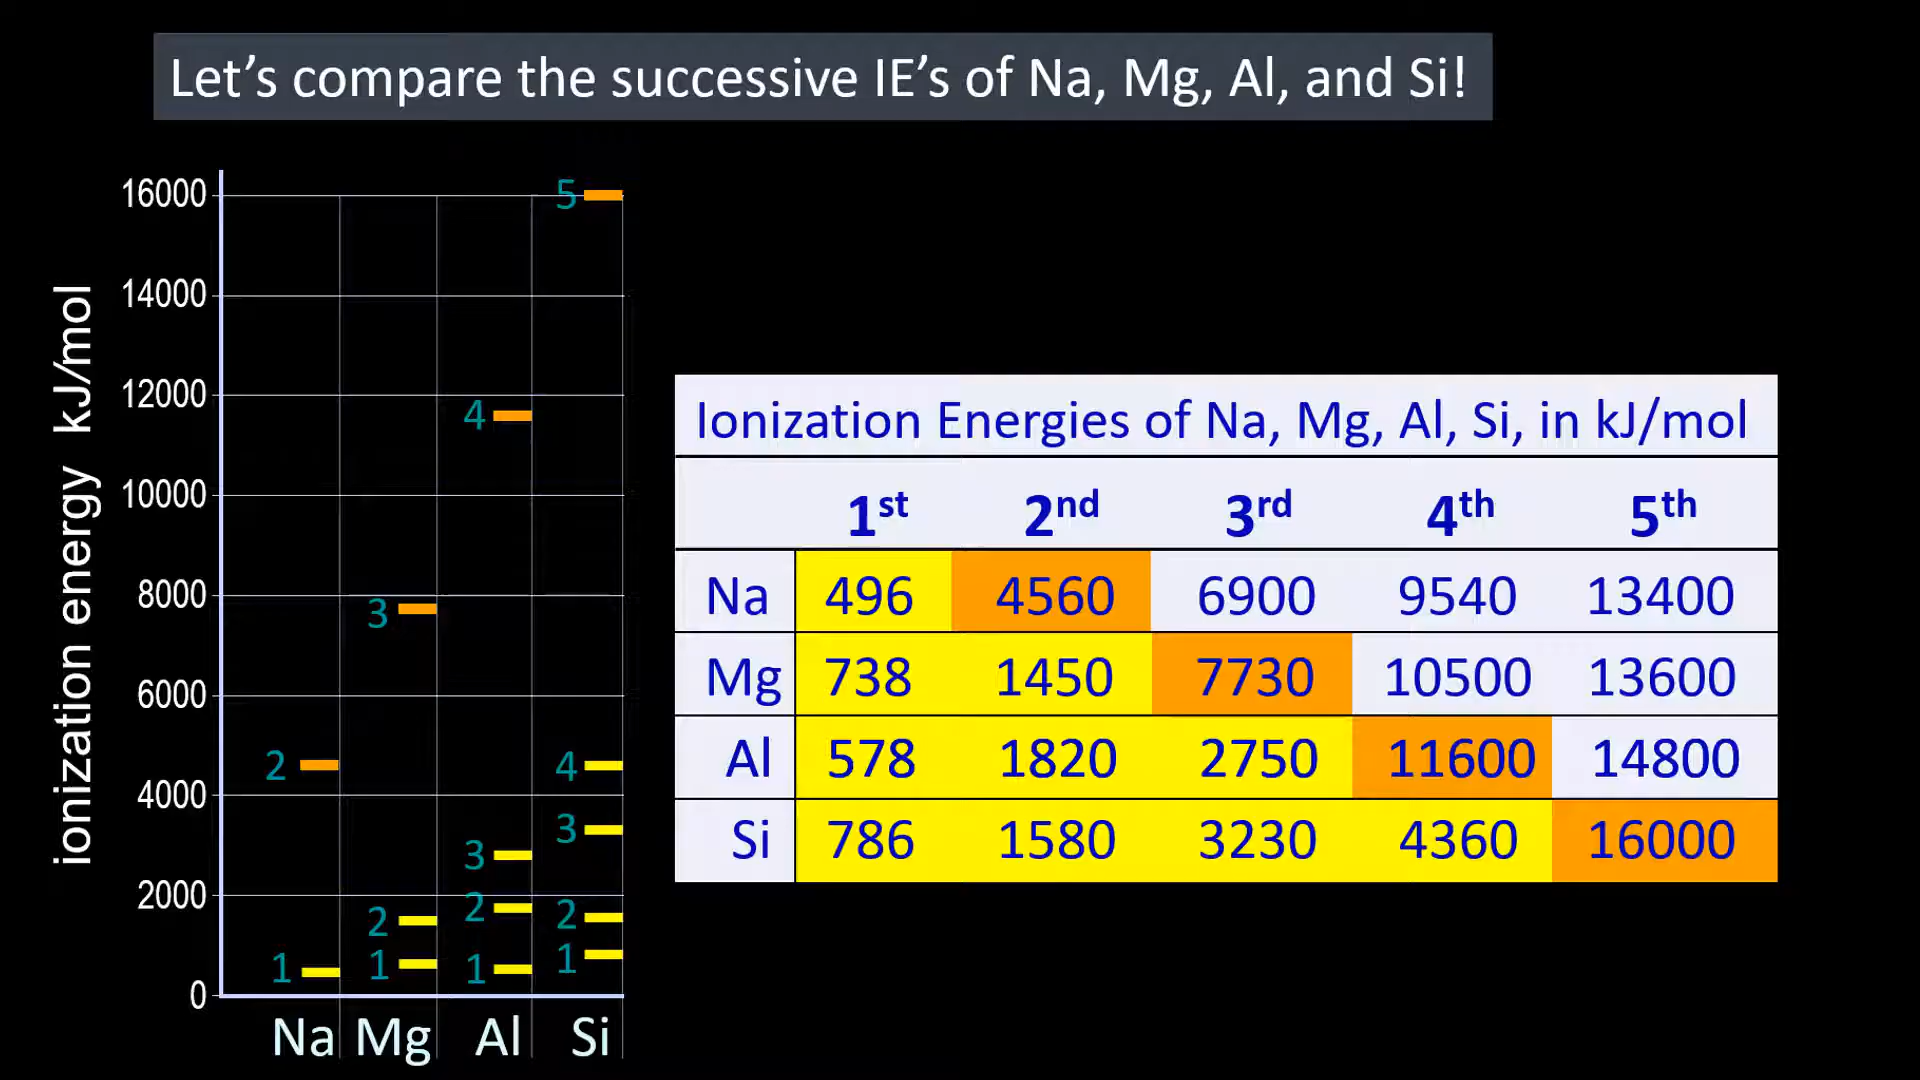 Let's compare the successive IE's of Na, Mg, Al, and Si!
ionization energy kJ/mol
16000
14000
12000
10000
8000
6000
4000
2000
0
5
4
3
2 4
3
3
2 2 2
1 1 1 1
Na Mg Al Si
Ionization Energies of Na, Mg, Al, Si, in kJ/mol
1st 2nd 3rd 4th 5th
Na 496 4560 6900 9540 13400
Mg 738 1450 7730 10500 13600
Al 578 1820 2750 11600 14800
Si 786 1580 3230 4360 16000